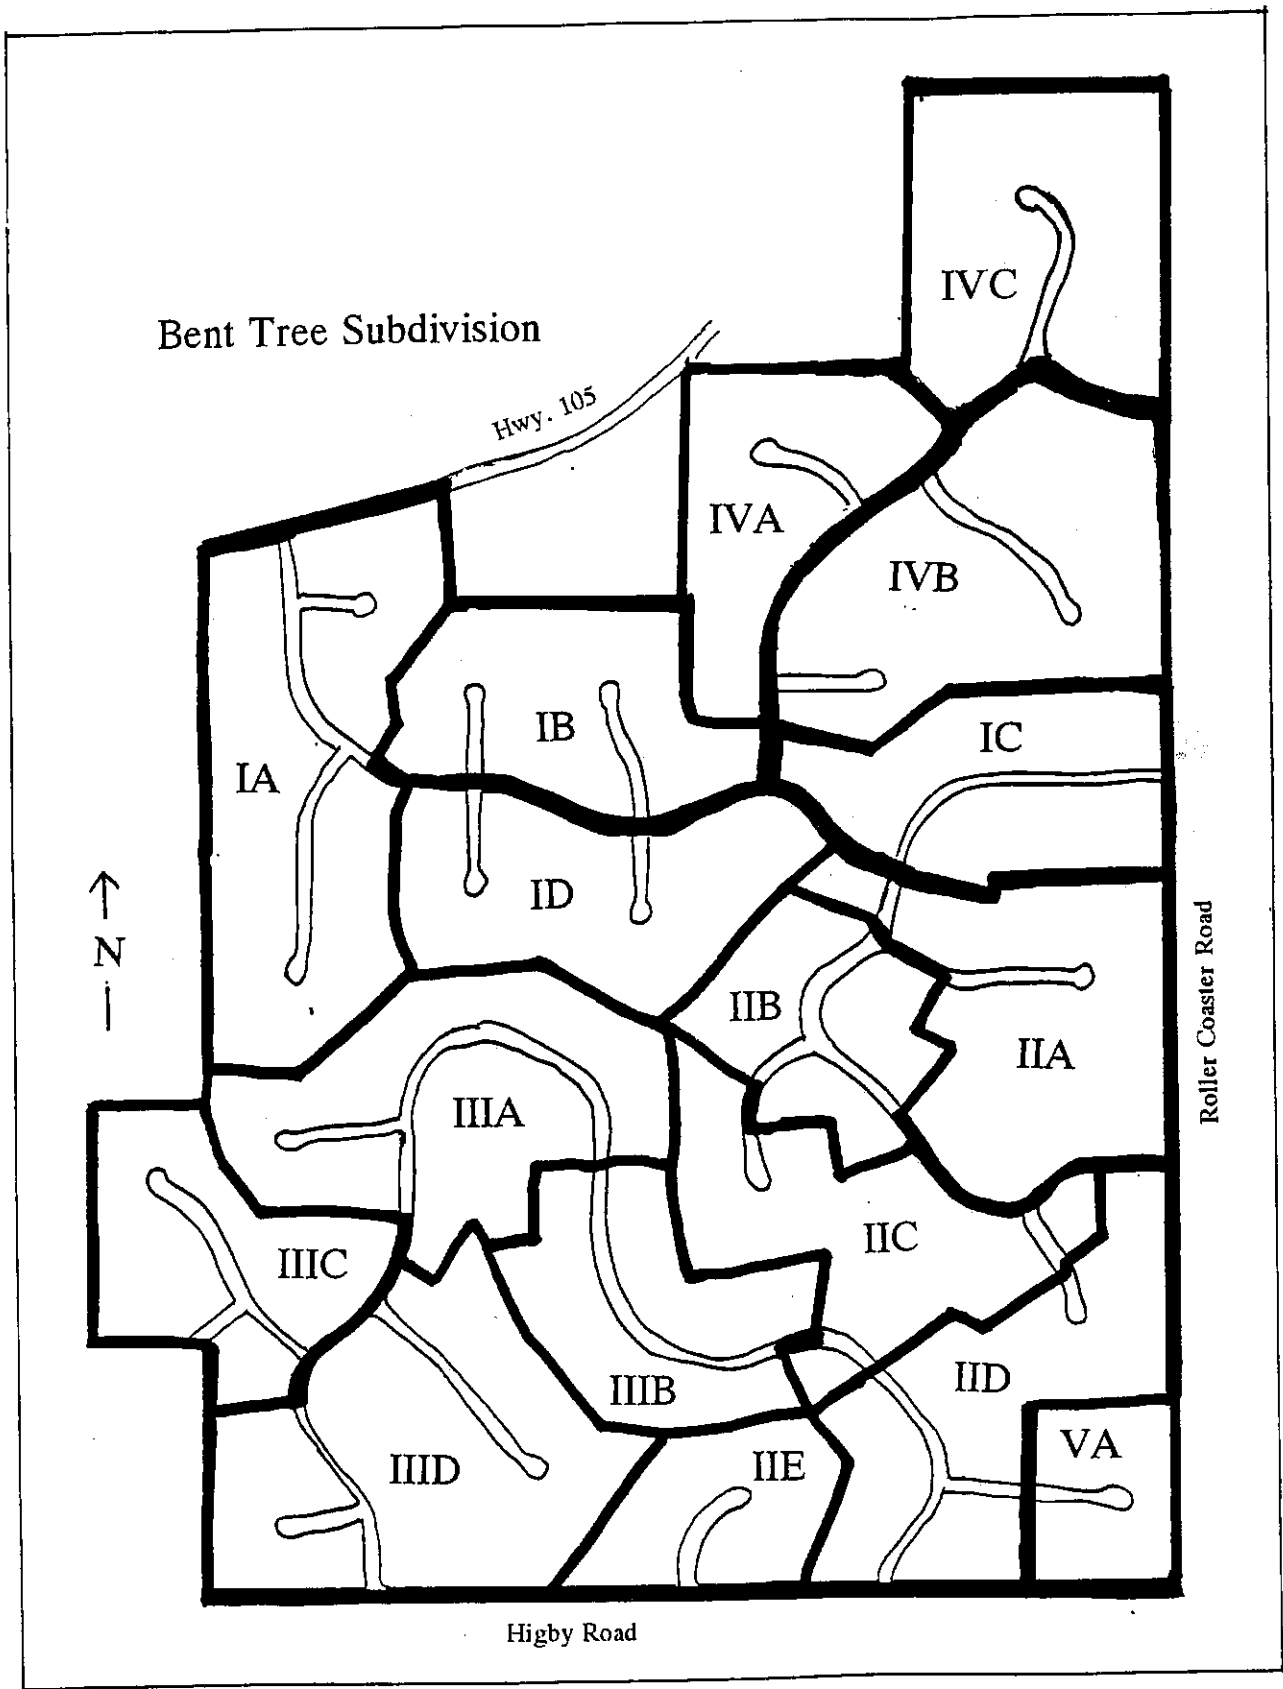 IVC
Bent Tree Subdivision
Hwy. 105
IVA
IVB
IB
IC
IA
ID
N
IIB
IIA
Roller Coaster Road
IIIA
IIC
IIIC
IIIB
IID
VA
IIID
IIE
Higby Road